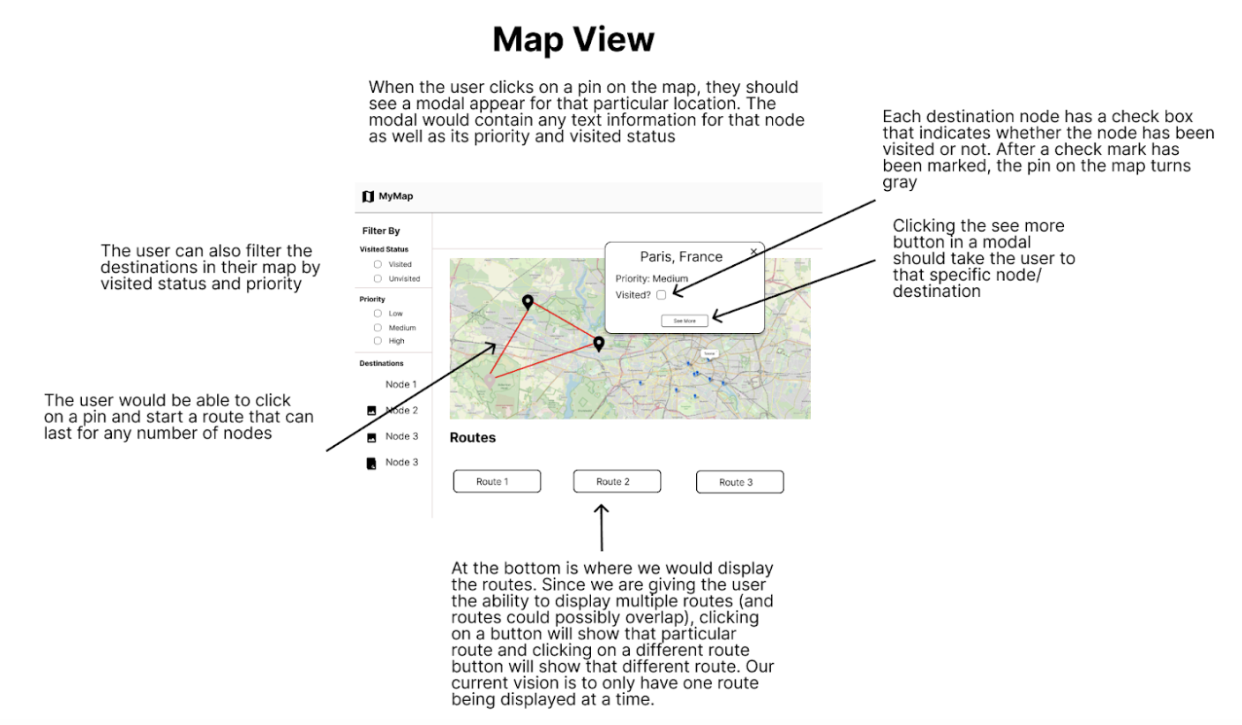 Map View
When the user clicks on a pin on the map, they should
see a modal appear for that particular location. The
modal would contain any text information for that node
as well as its priority and visited status
Each destination node has a check box
that indicates whether the node has been
visited or not. After a check mark has
been marked, the pin on the map turns
gray
Clicking the see more
button in a modal
should take the user to
that specific node/
destination
The user can also filter the
destinations in their map by
visited status and priority
The user would be able to click
on a pin and start a route that can
last for any number of nodes
MyMap
Filter By
Visited Status
Visited
Unvisited
Priority
Low
Medium
High
Destinations
Node 1
Node 2
Node 3
Node 3
Paris, France
×
Priority: Medium
Visited?
See More
Routes
Route 1
Route 2
Route 3
At the bottom is where we would display
the routes. Since we are giving the user
the ability to display multiple routes (and
routes could possibly overlap), clicking
on a button will show that particular
route and clicking on a different route
button will show that different route. Our
current vision is to only have one route
being displayed at a time.